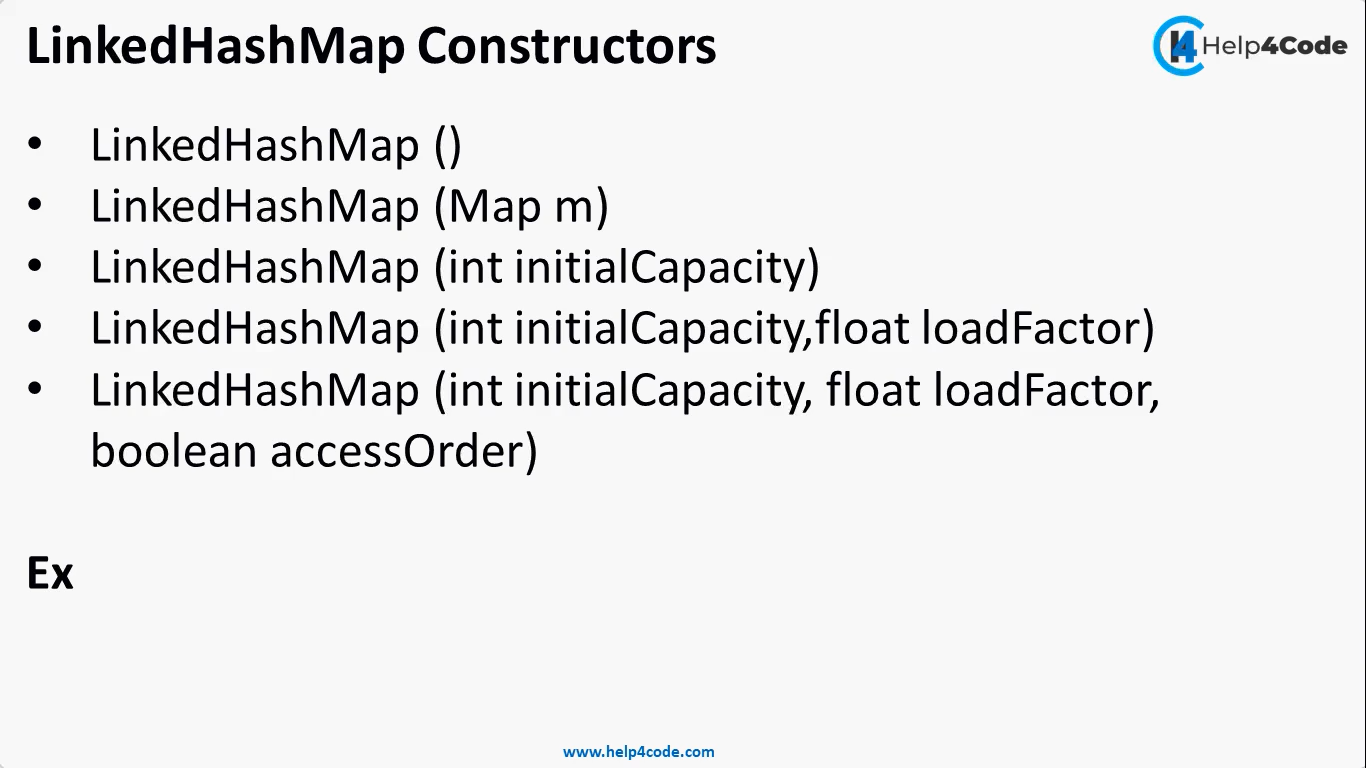 LinkedHashMap Constructors
Help4Code
• LinkedHashMap ()
• LinkedHashMap (Map m)
• LinkedHashMap (int initialCapacity)
• LinkedHashMap (int initialCapacity,float loadFactor)
• LinkedHashMap (int initialCapacity, float loadFactor,
boolean accessOrder)
Ex
www.help4code.com